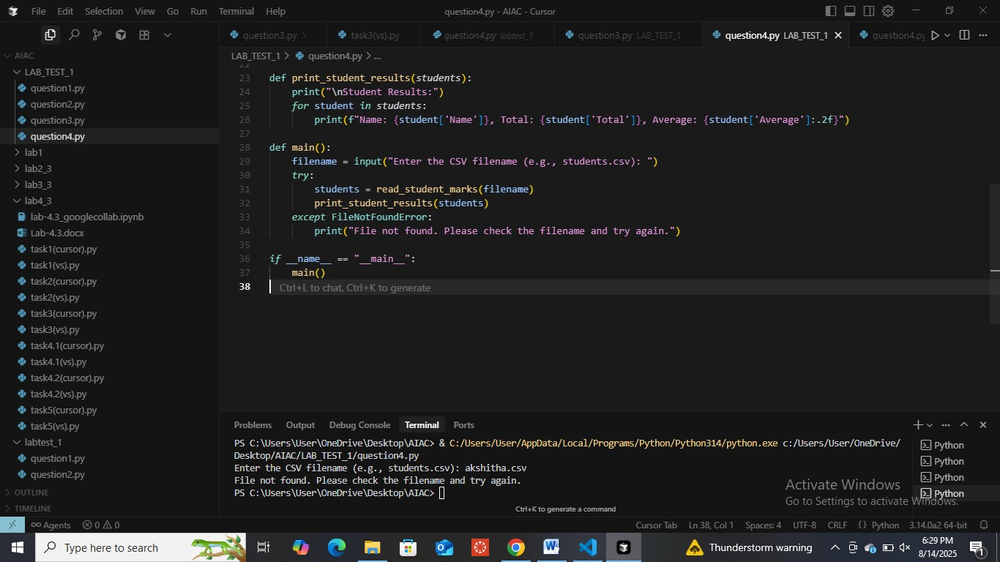 File Edit Selection View Go Run Terminal Help question4.py - AIAC - Cursor
question3.py .\ task3(vs).py question4.py labtest_1 question3.py LAB_TEST_1 question4.py LAB_TEST_1 question4.py
AIAC
LAB_TEST_1
question1.py
question2.py
question3.py
question4.py
lab1
lab2_3
lab3_3
lab4_3
lab-4.3_googlecollab.ipynb
Lab-4.3.docx
task1(cursor).py
task1(vs).py
task2(cursor).py
task2(vs).py
task3(cursor).py
task3(vs).py
task4.1(cursor).py
task4.1(vs).py
task4.2(cursor).py
task4.2(vs).py
task5(cursor).py
task5(vs).py
labtest_1
question1.py
question2.py
OUTLINE
TIMELINE
LAB_TEST_1 > question4.py > ...
22
23 def print_student_results(students):
24 print("\nStudent Results:")
25 for student in students:
26 print(f"Name: {student['Name']}, Total: {student['Total']}, Average: {student['Average']:.2f}")
27
28 def main():
29 filename = input("Enter the CSV filename (e.g., students.csv): ")
30 try:
31 students = read_student_marks(filename)
32 print_student_results(students)
33 except FileNotFoundError:
34 print("File not found. Please check the filename and try again.")
35
36 if __name__ == "__main__":
37 main()
38 Ctrl+L to chat, Ctrl+K to generate
Problems Output Debug Console Terminal Ports
PS C:\Users\User\OneDrive\Desktop\AIAC> & C:/Users/User/AppData/Local/Programs/Python/Python314/python.exe c:/Users/User/OneDrive/
Desktop/AIAC/LAB_TEST_1/question4.py
Enter the CSV filename (e.g., students.csv): akshitha.csv
File not found. Please check the filename and try again.
PS C:\Users\User\OneDrive\Desktop\AIAC>
Python
Python
Python
Python
Activate Windows
Go to Settings to activate Windows.
Ctrl+K to generate a command
Agents 0 0 Cursor Tab Ln 38, Col 1 Spaces: 4 UTF-8 CRLF {} Python 3.14.0a2 64-bit
Type here to search Thunderstorm warning 6:29 PM
8/14/2025 1